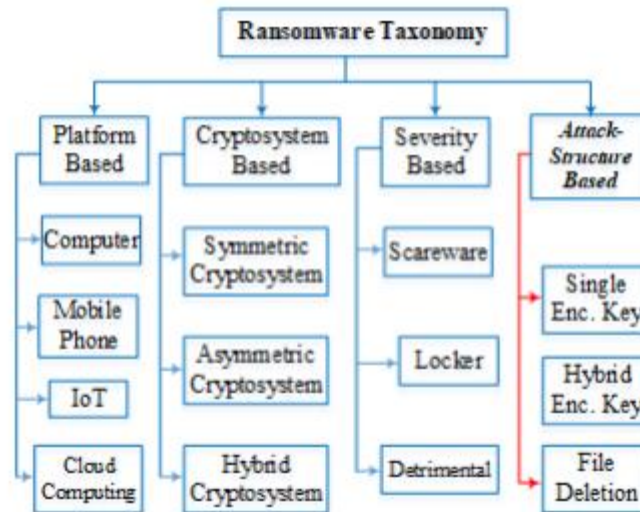 Ransomware Taxonomy
Platform
Based
Computer
Mobile
Phone
IoT
Cloud
Computing
Cryptosystem
Based
Symmetric
Cryptosystem
Asymmetric
Cryptosystem
Hybrid
Cryptosystem
Severity
Based
Scareware
Locker
Detrimental
Attack-
Structure
Based
Single
Enc. Key
Hybrid
Enc. Key
File
Deletion